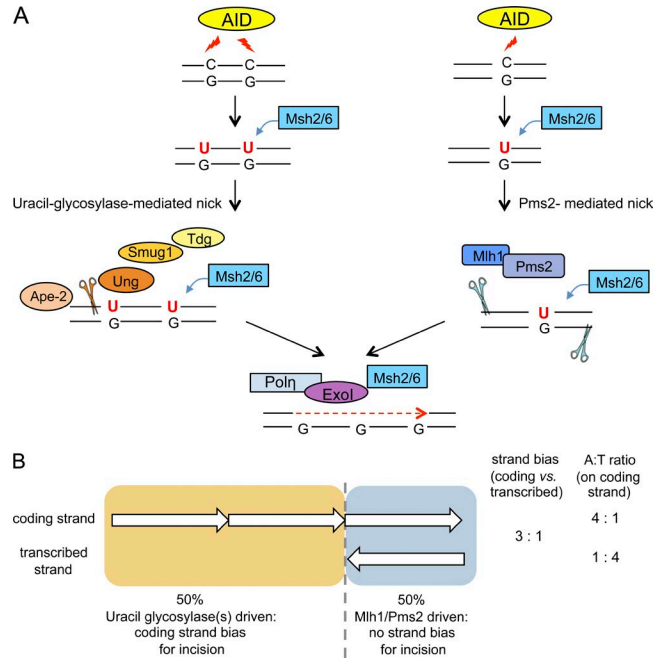 A
AID
AID
C C
G G
C
G
Msh2/6
Msh2/6
U U
G G
U
G
Uracil-glycosylase-mediated nick
Pms2- mediated nick
Tdg
Smug1
Ung
Ape-2
Msh2/6
U U
G G
Mlh1
Pms2
Msh2/6
U
G
Polη
ExoI
Msh2/6
G G G
B
strand bias
(coding vs.
transcribed)
A:T ratio
(on coding
strand)
coding strand
4 : 1
3 : 1
transcribed
strand
1 : 4
50%
Uracil glycosylase(s) driven:
coding strand bias
for incision
50%
Mlh1/Pms2 driven:
no strand bias
for incision